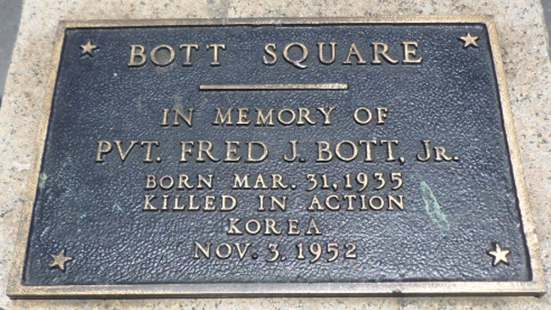 BOTT SQUARE
IN MEMORY OF
PVT. FRED J. BOTT, JR.
BORN MAR. 31, 1935
KILLED IN ACTION
KOREA
NOV. 3. 1952